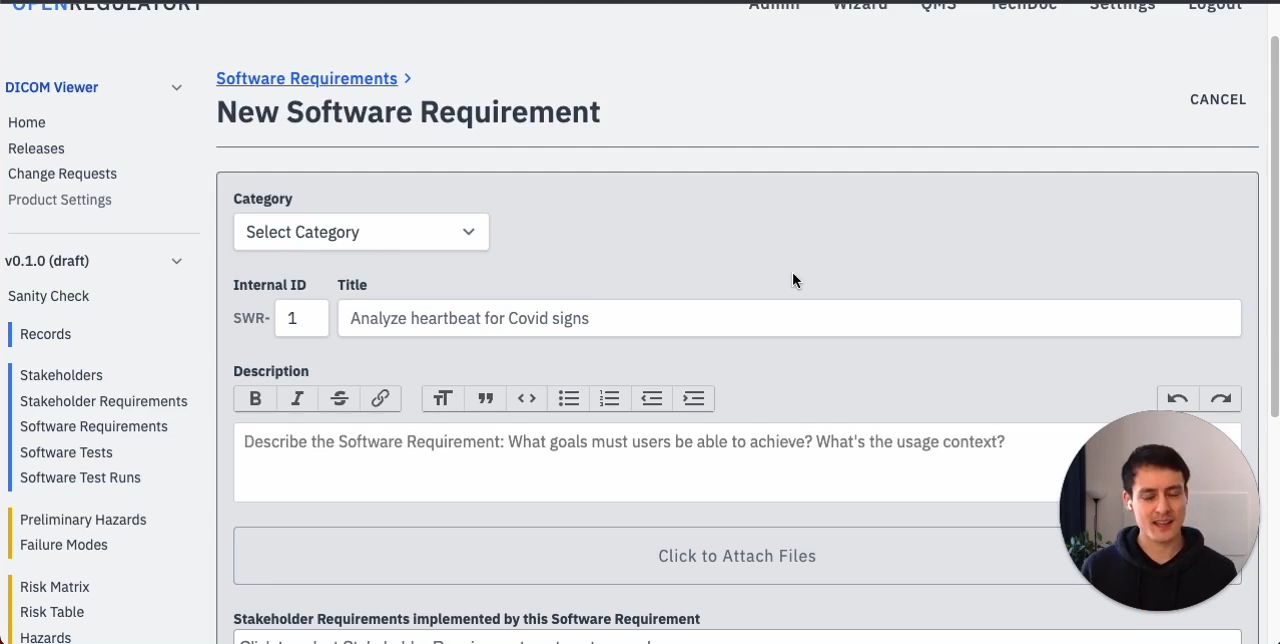 OPENREGULATORY
Admin Wizard QMS TechDoc Settings Logout
DICOM Viewer
Home
Releases
Change Requests
Product Settings
v0.1.0 (draft)
Sanity Check
Records
Stakeholders
Stakeholder Requirements
Software Requirements
Software Tests
Software Test Runs
Preliminary Hazards
Failure Modes
Risk Matrix
Risk Table
Hazards
Software Requirements >
New Software Requirement
CANCEL
Category
Select Category
Internal ID Title
SWR- 1 Analyze heartbeat for Covid signs
Description
B I S
Describe the Software Requirement: What goals must users be able to achieve? What's the usage context?
Click to Attach Files
Stakeholder Requirements implemented by this Software Requirement